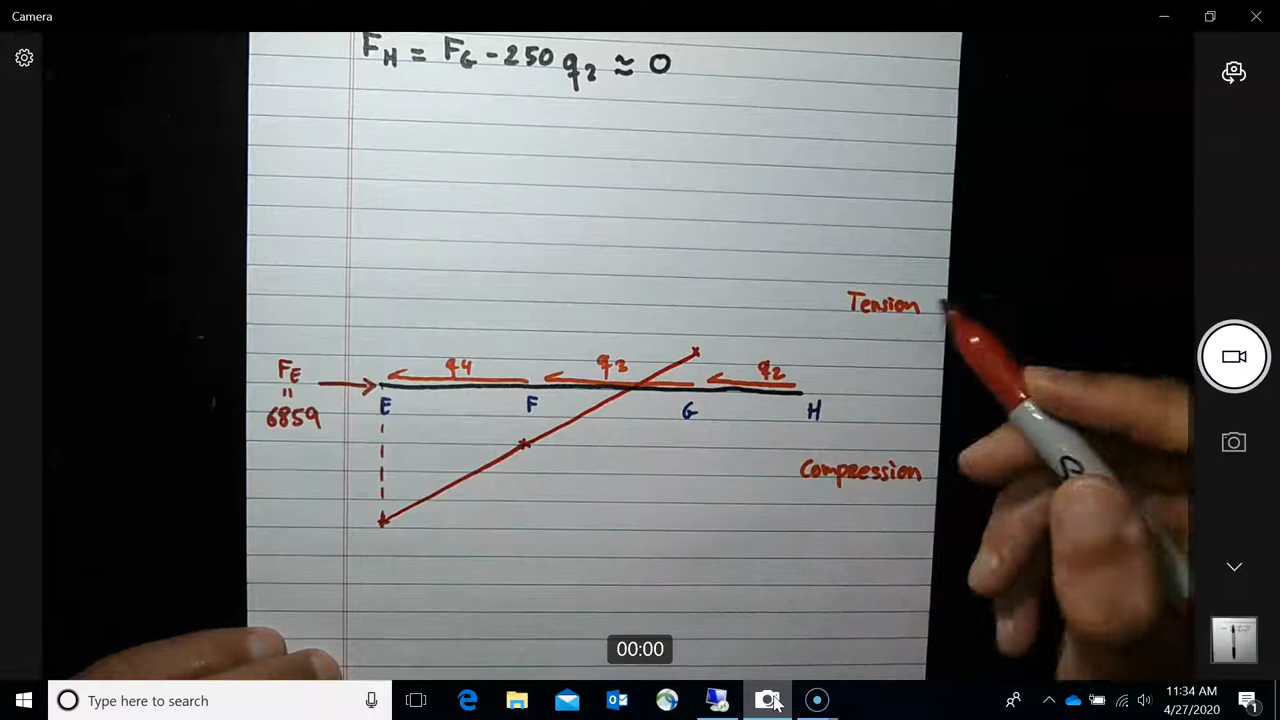 Camera
F_H = F_G - 250 q_2 ≈ 0
Tension
F_E
"
6859
q4
q3
q2
E
F
G
H
Compression
00:00
Type here to search
11:34 AM
4/27/2020
1